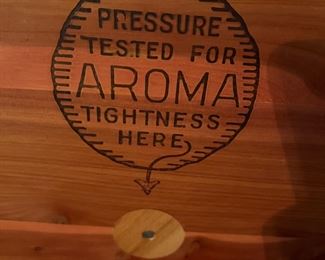 PRESSURE
TESTED FOR
AROMA
TIGHTNESS
HERE